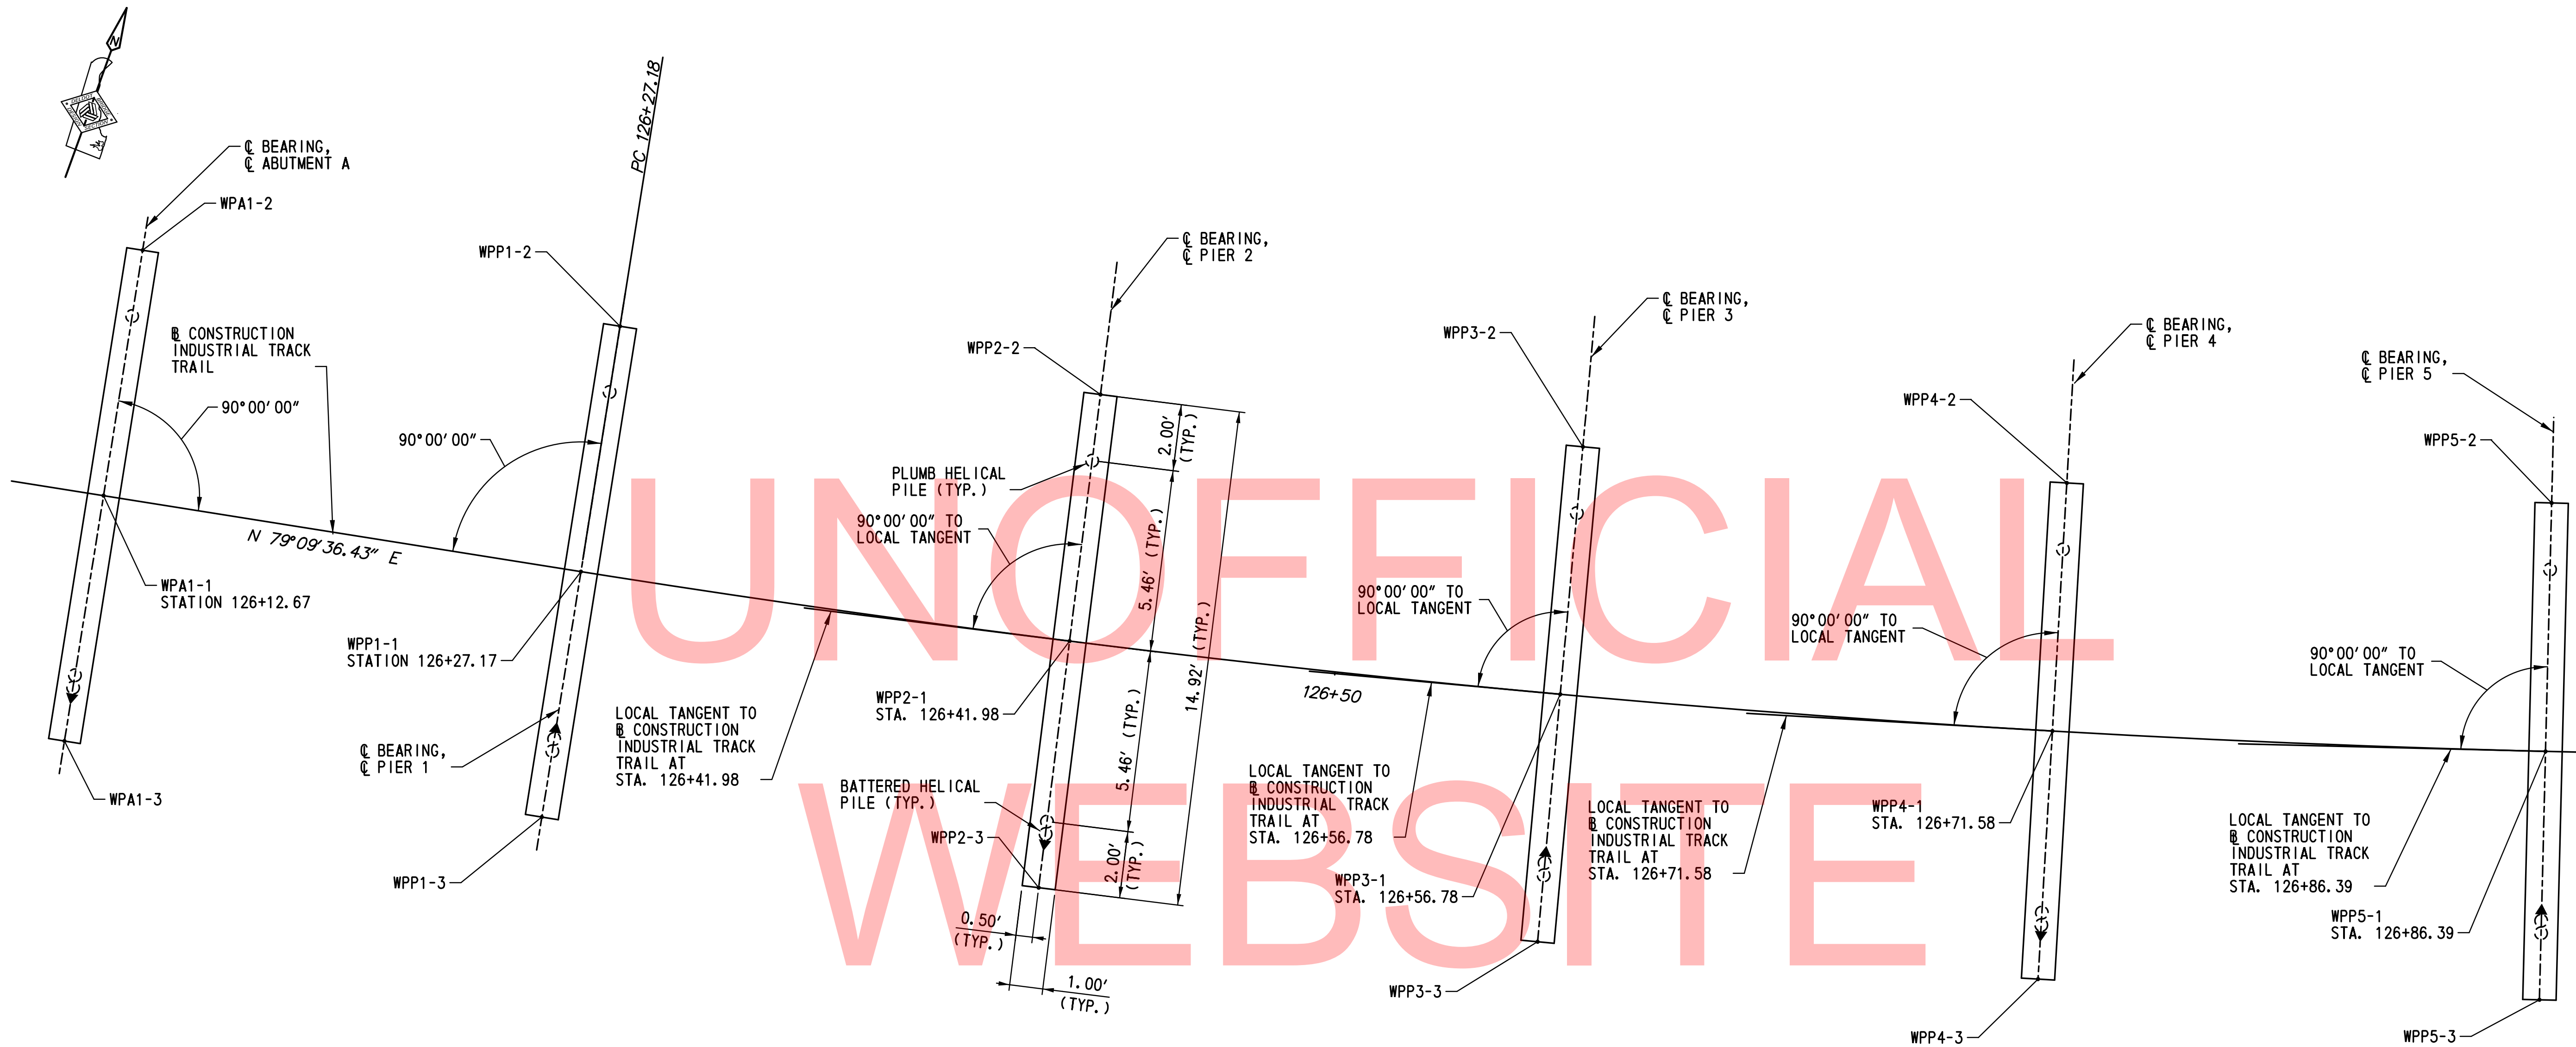 N
℄ BEARING,
℄ ABUTMENT A
WPA1-2
℄ CONSTRUCTION
INDUSTRIAL TRACK
TRAIL
90°00'00"
N 79°09'36.43" E
WPA1-1
STATION 126+12.67
WPA1-3
PC 126+27.18
WPP1-2
90°00'00"
WPP1-1
STATION 126+27.17
℄ BEARING,
℄ PIER 1
WPP1-3
℄ BEARING,
℄ PIER 2
WPP2-2
PLUMB HELICAL
PILE (TYP.)
90°00'00" TO
LOCAL TANGENT
2.00'
(TYP.)
5.46' (TYP.)
14.92' (TYP.)
5.46' (TYP.)
2.00'
(TYP.)
WPP2-1
STA. 126+41.98
LOCAL TANGENT TO
℄ CONSTRUCTION
INDUSTRIAL TRACK
TRAIL AT
STA. 126+41.98
BATTERED HELICAL
PILE (TYP.)
WPP2-3
0.50'
(TYP.)
1.00'
(TYP.)
℄ BEARING,
℄ PIER 3
WPP3-2
90°00'00" TO
LOCAL TANGENT
126+50
LOCAL TANGENT TO
℄ CONSTRUCTION
INDUSTRIAL TRACK
TRAIL AT
STA. 126+56.78
WPP3-1
STA. 126+56.78
WPP3-3
℄ BEARING,
℄ PIER 4
WPP4-2
90°00'00" TO
LOCAL TANGENT
LOCAL TANGENT TO
℄ CONSTRUCTION
INDUSTRIAL TRACK
TRAIL AT
STA. 126+71.58
WPP4-1
STA. 126+71.58
WPP4-3
℄ BEARING,
℄ PIER 5
WPP5-2
90°00'00" TO
LOCAL TANGENT
LOCAL TANGENT TO
℄ CONSTRUCTION
INDUSTRIAL TRACK
TRAIL AT
STA. 126+86.39
WPP5-1
STA. 126+86.39
WPP5-3
UNOFFICIAL
WEBSITE